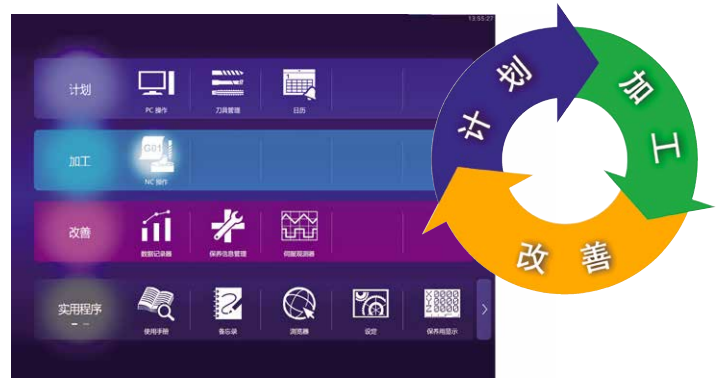 13:55:27
计划
PC 操作
刀具管理
日历
加工
G01
NC 操作
改善
数据记录器
保养信息管理
伺服观测器
实用程序
使用手册
备忘录
浏览器
设定
保养用显示
计划
加工
改善